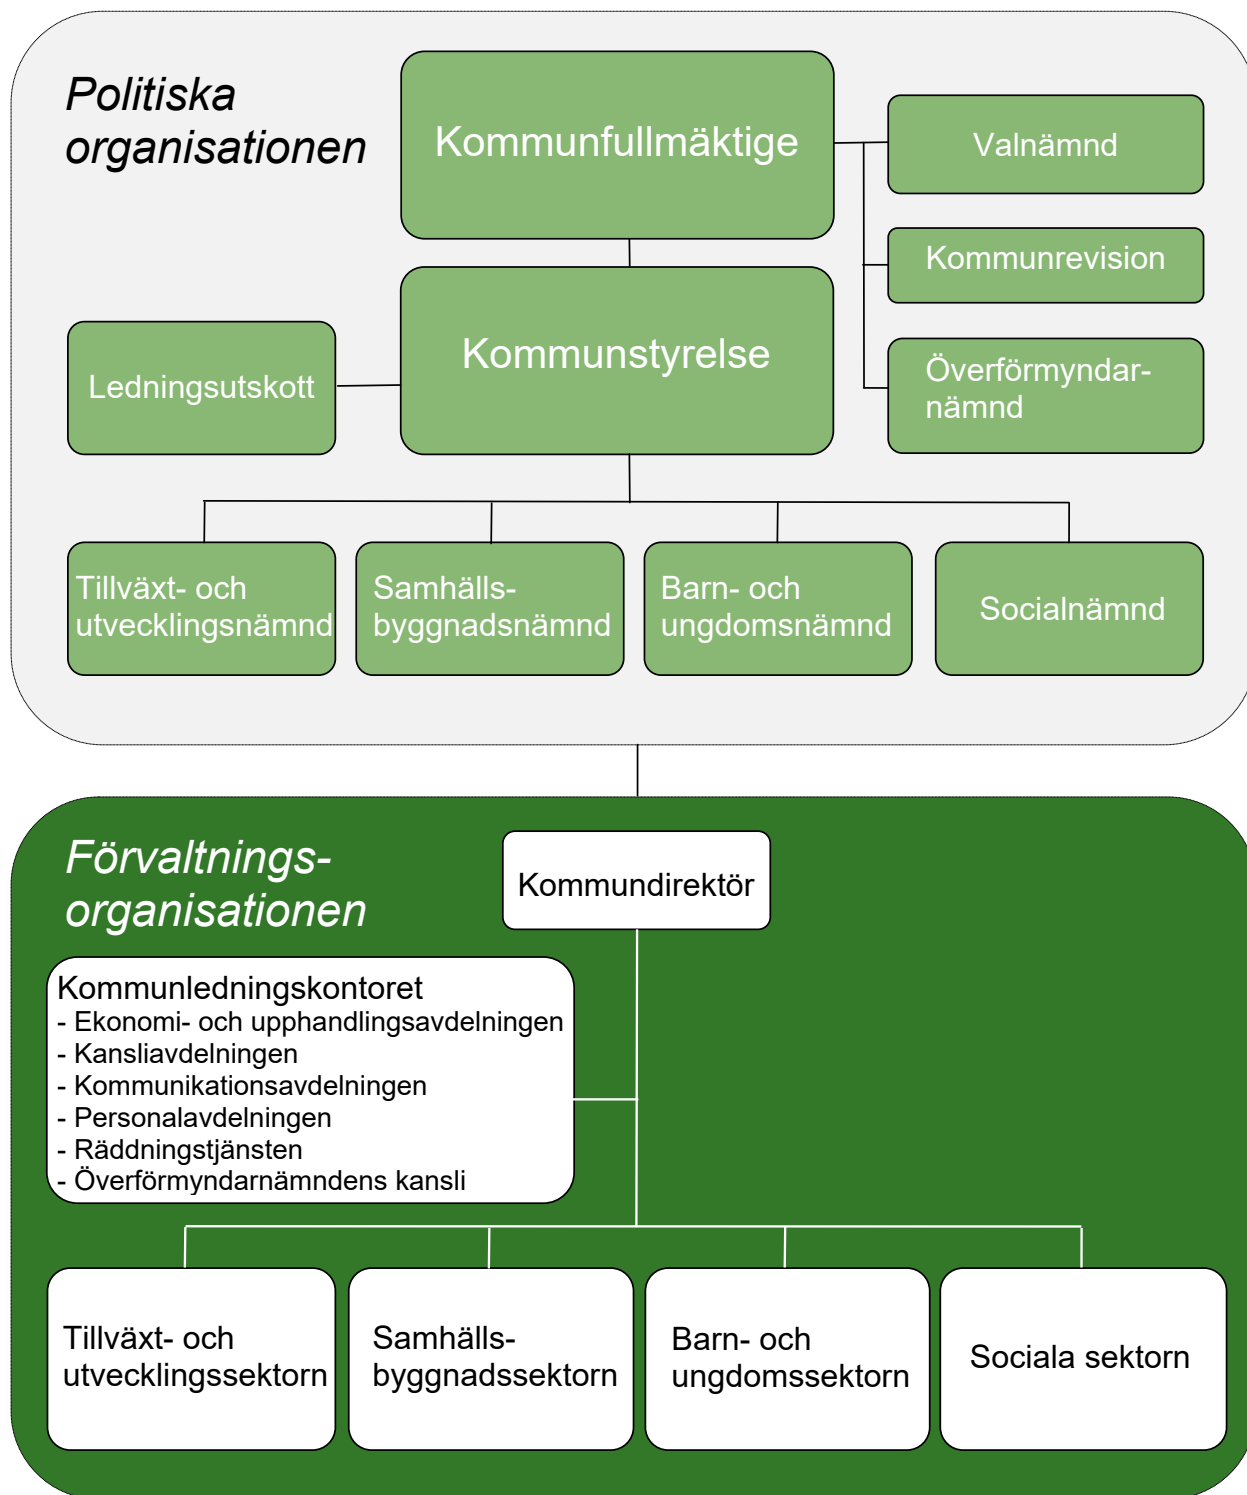 Politiska
organisationen
Kommunfullmäktige
Valnämnd
Kommunrevision
Överförmyndar-
nämnd
Kommunstyrelse
Ledningsutskott
Tillväxt- och
utvecklingsnämnd
Samhälls-
byggnadsnämnd
Barn- och
ungdomsnämnd
Socialnämnd
Förvaltnings-
organisationen
Kommundirektör
Kommunledningskontoret
- Ekonomi- och upphandlingsavdelningen
- Kansliavdelningen
- Kommunikationsavdelningen
- Personalavdelningen
- Räddningstjänsten
- Överförmyndarnämndens kansli
Tillväxt- och
utvecklingssektorn
Samhälls-
byggnadssektorn
Barn- och
ungdomssektorn
Sociala sektorn